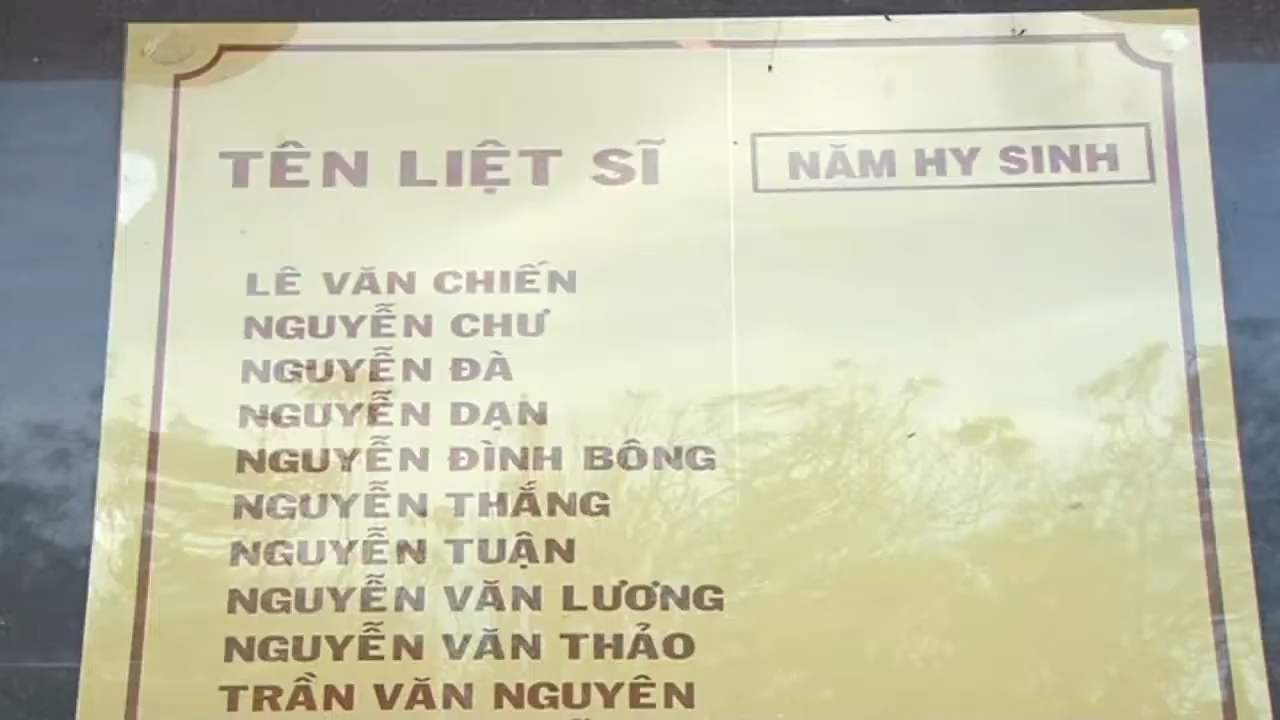 TÊN LIỆT SĨ NĂM HY SINH
LÊ VĂN CHIẾN
NGUYỄN CHƯ
NGUYỄN ĐÀ
NGUYỄN DẠN
NGUYỄN ĐÌNH BÔNG
NGUYỄN THẮNG
NGUYỄN TUẬN
NGUYỄN VĂN LƯƠNG
NGUYỄN VĂN THẢO
TRẦN VĂN NGUYÊN